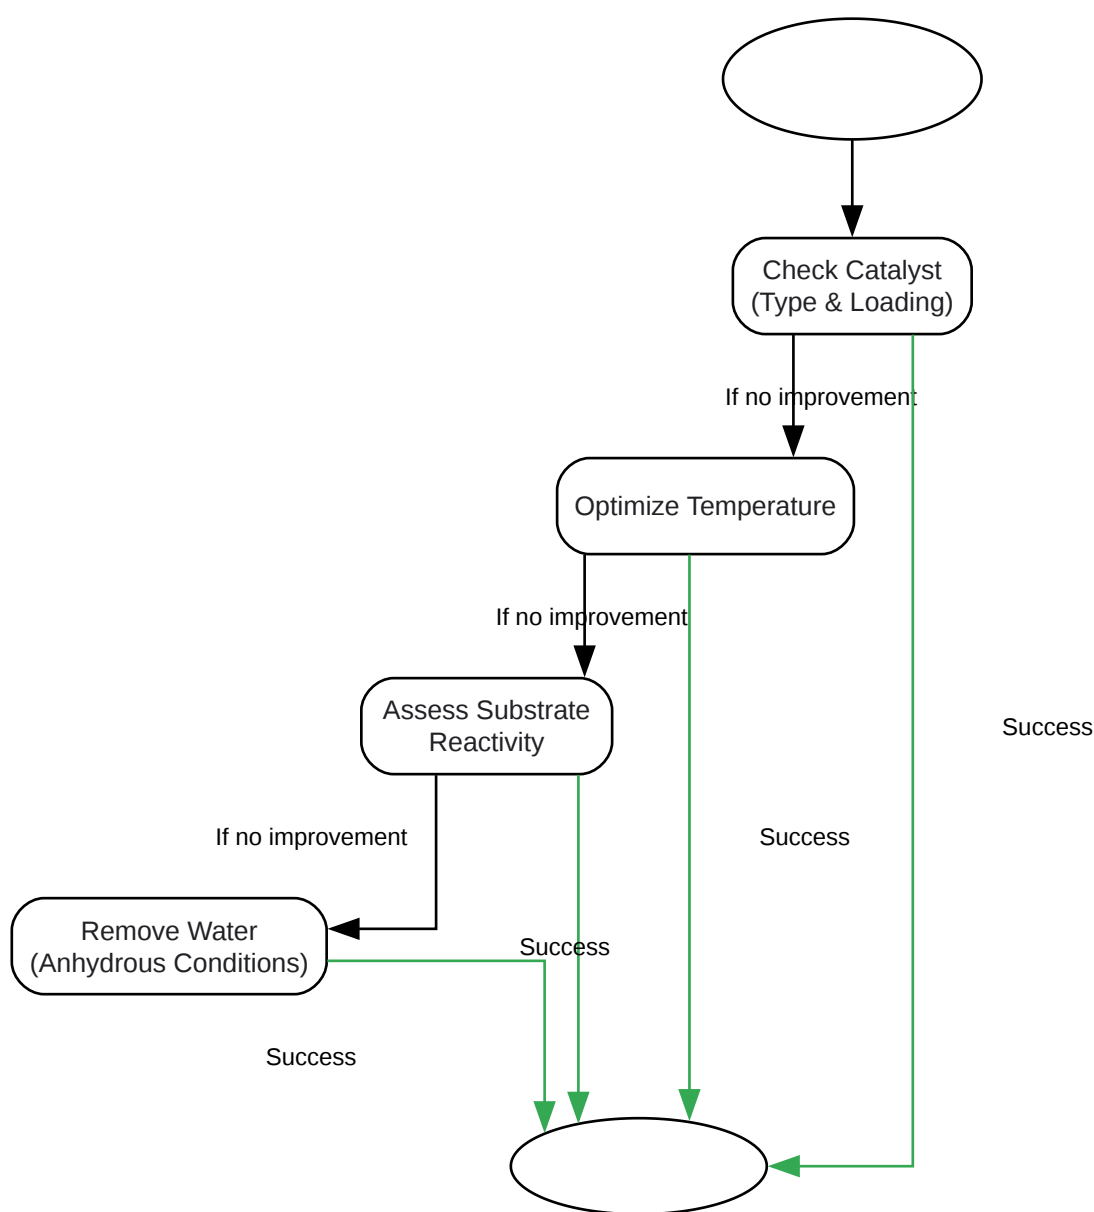 Check Catalyst
(Type & Loading)
If no improvement
Optimize Temperature
If no improvement
Assess Substrate
Reactivity
Success
If no improvement
Success
Remove Water
(Anhydrous Conditions)
Success
Success